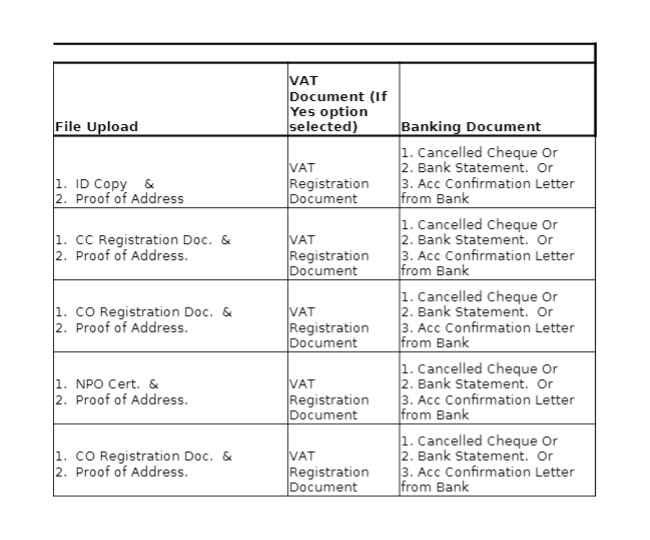 File Upload
VAT
Document (If
Yes option
selected)
Banking Document
1. ID Copy    &
2. Proof of Address
VAT
Registration
Document
1. Cancelled Cheque Or
2. Bank Statement.  Or
3. Acc Confirmation Letter
from Bank
1. CC Registration Doc.  &
2. Proof of Address.
VAT
Registration
Document
1. Cancelled Cheque Or
2. Bank Statement.  Or
3. Acc Confirmation Letter
from Bank
1. CO Registration Doc.  &
2. Proof of Address.
VAT
Registration
Document
1. Cancelled Cheque Or
2. Bank Statement.  Or
3. Acc Confirmation Letter
from Bank
1. NPO Cert.  &
2. Proof of Address.
VAT
Registration
Document
1. Cancelled Cheque Or
2. Bank Statement.  Or
3. Acc Confirmation Letter
from Bank
1. CO Registration Doc.  &
2. Proof of Address.
VAT
Registration
Document
1. Cancelled Cheque Or
2. Bank Statement.  Or
3. Acc Confirmation Letter
from Bank